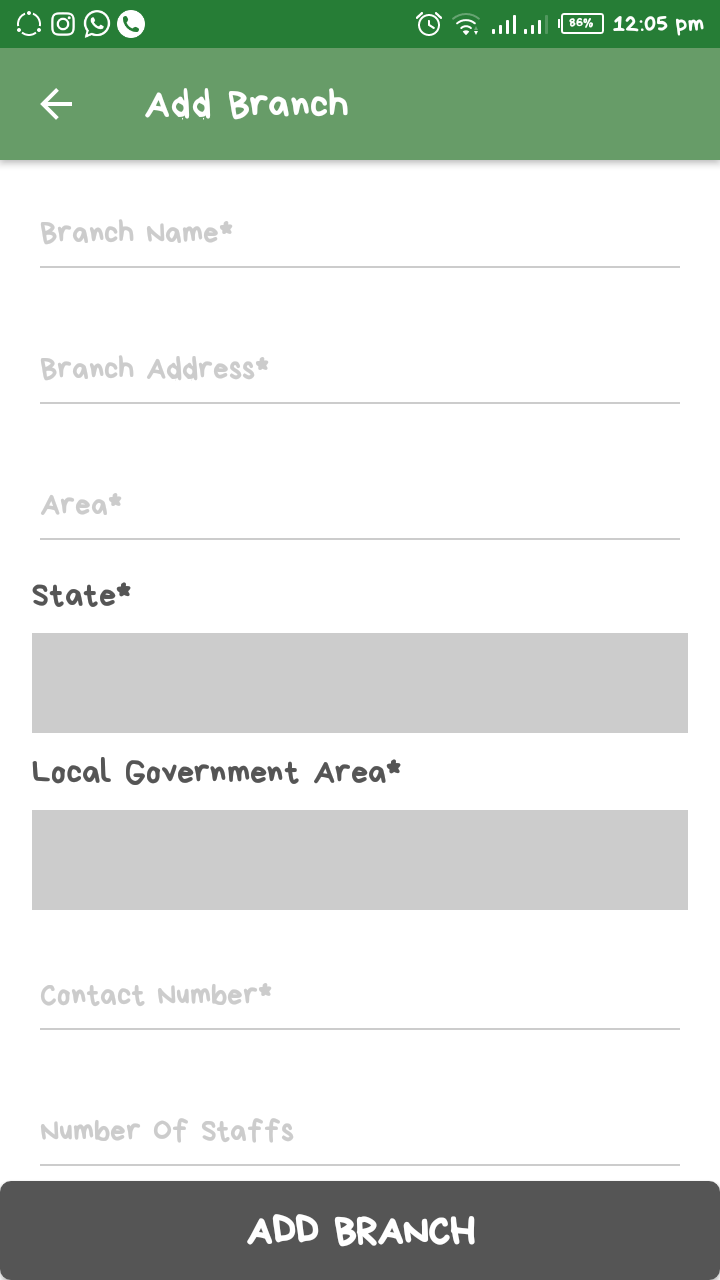 86%
12:05 pm
Add Branch
Branch Name*
Branch Address*
Area*
State*
Local Government Area*
Contact Number*
Number Of Staffs
ADD BRANCH